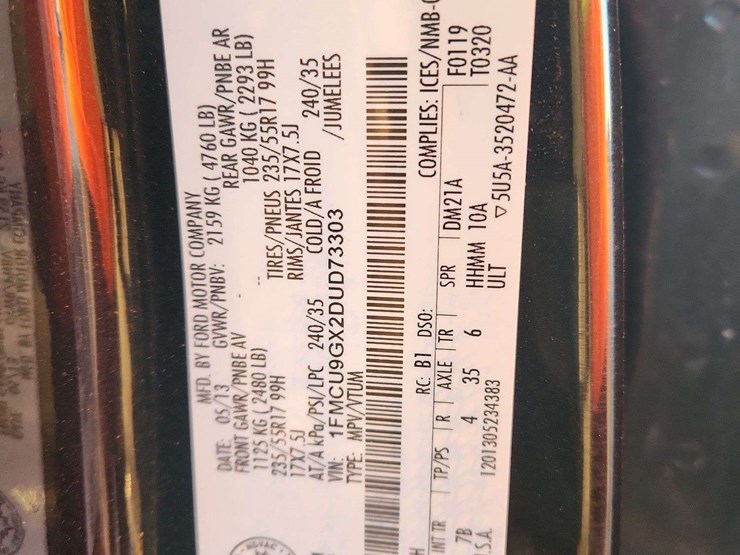 MFD. BY FORD MOTOR COMPANY
DATE: 05/13 GVWR/PNBV: 2159 KG ( 4760 LB)
FRONT GAWR/PNBE AV REAR GAWR/PNBE AR
1125 KG ( 2480 LB) 1040 KG ( 2293 LB)
235/55R17 99H TIRES/PNEUS 235/55R17 99H
17X7.5J RIMS/JANTES 17X7.5J
AT/A kPa/PSI/LPC 240/35 COLD/A FROID 240/35
VIN: 1FMCU9GX2DUD73303 /JUMELEES
TYPE: MPV/VTUM
RC: B1 DSO: COMPLIES: ICES/NMB-0
INT TR TP/PS R AXLE TR SPR DM21A F0119
7B 4 35 6 HHMM 10A T0320
S.A. 1201305234383 ULT ▽5U5A-3520472-AA